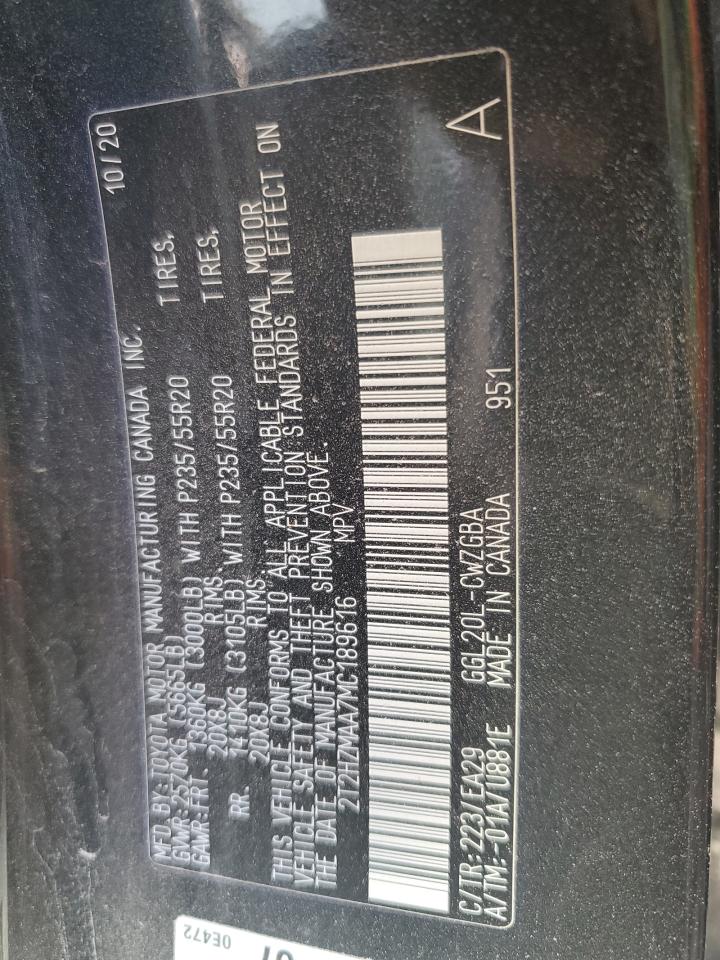 MFD.BY:TOYOTA MOTOR MANUFACTURING CANADA INC. 10/20
GVWR:2570KG(5665LB)
GAWR:FRT. 1360KG (3000LB) WITH P235/55R20 TIRES,
20X8J RIMS.
RR. 1410KG (3105LB) WITH P235/55R20 TIRES,
20X8J RIMS.
THIS VEHICLE CONFORMS TO ALL APPLICABLE FEDERAL MOTOR
VEHICLE SAFETY AND THEFT PREVENTION STANDARDS IN EFFECT ON
THE DATE OF MANUFACTURE SHOWN ABOVE.
MPV
C/TR:223/EA29 GGL20L-CWZGBA 951 A
A/TM:-01A/U881E MADE IN CANADA
0E472